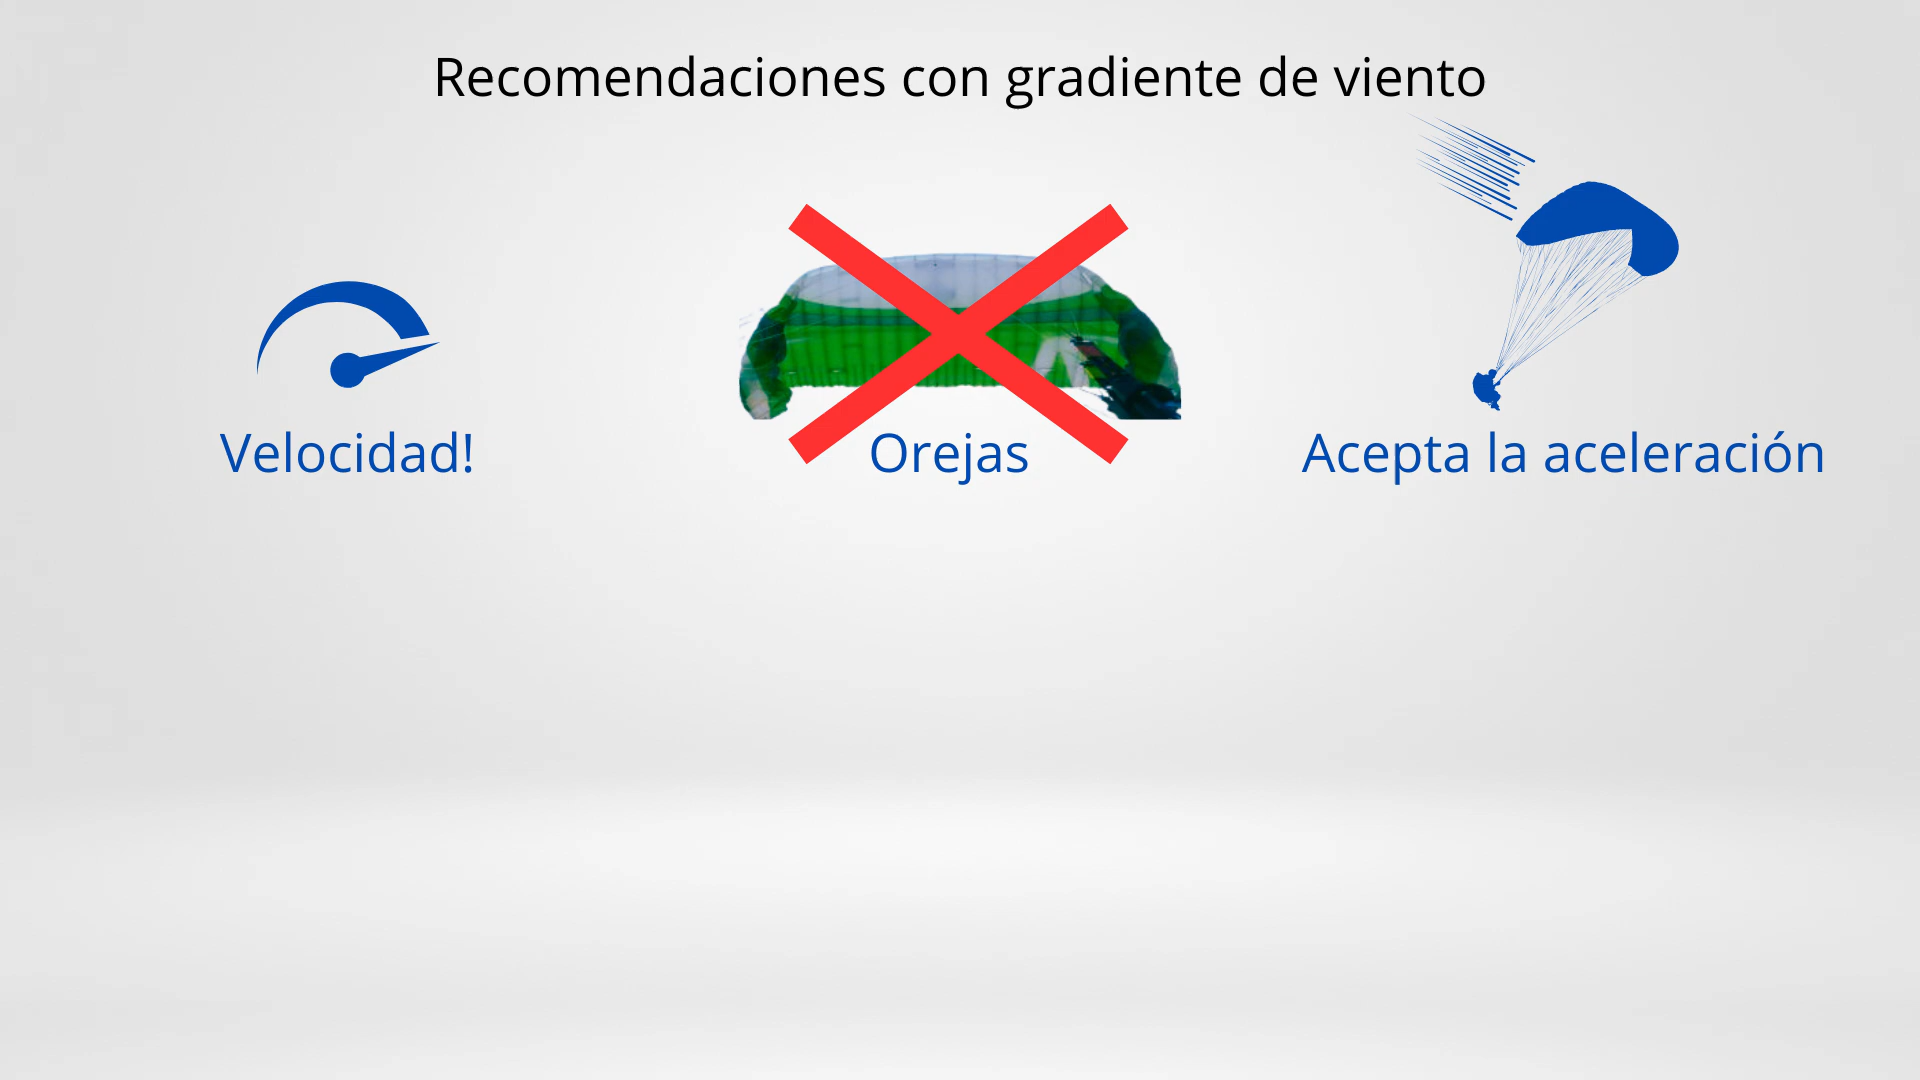 Recomendaciones con gradiente de viento
Velocidad!
Orejas
Acepta la aceleración